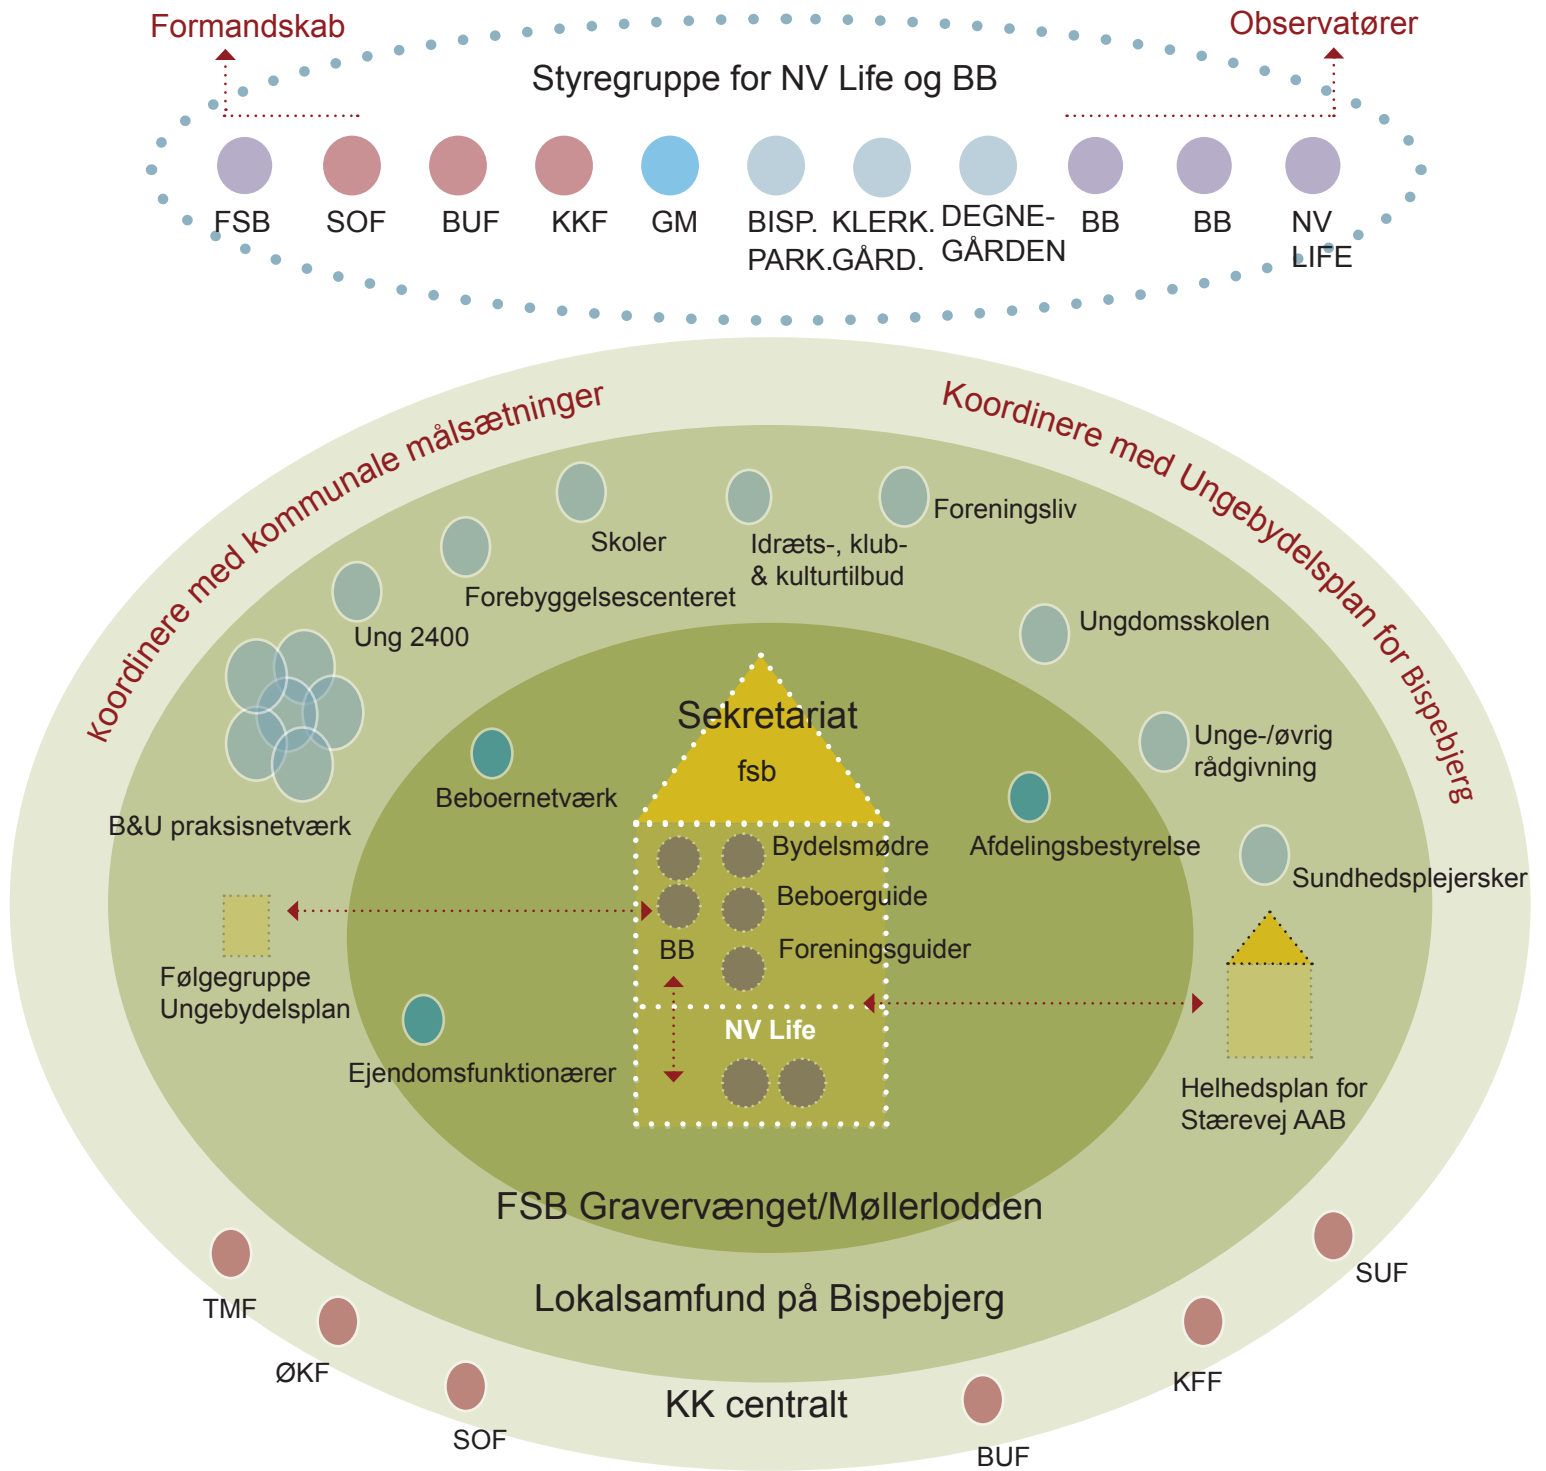 Formandskab
Observatører
Styregruppe for NV Life og BB
FSB
SOF
BUF
KKF
GM
BISP.
PARK.
KLERK.
GÅRD.
DEGNE-
GÅRDEN
BB
BB
NV
LIFE
Koordinere med kommunale målsætninger
Koordinere med Ungebydelsplan for Bispebjerg
Skoler
Idræts-, klub-
& kulturtilbud
Foreningsliv
Forebyggelsescenteret
Ung 2400
Ungdomsskolen
B&U praksisnetværk
Unge-/øvrig
rådgivning
Sundhedsplejersker
Sekretariat
fsb
Beboernetværk
Afdelingsbestyrelse
Bydelsmødre
Beboerguide
Foreningsguider
BB
NV Life
Følgegruppe
Ungebydelsplan
Ejendomsfunktionærer
Helhedsplan for
Stærevej AAB
FSB Gravervænget/Møllerlodden
Lokalsamfund på Bispebjerg
KK centralt
TMF
ØKF
SOF
BUF
KFF
SUF